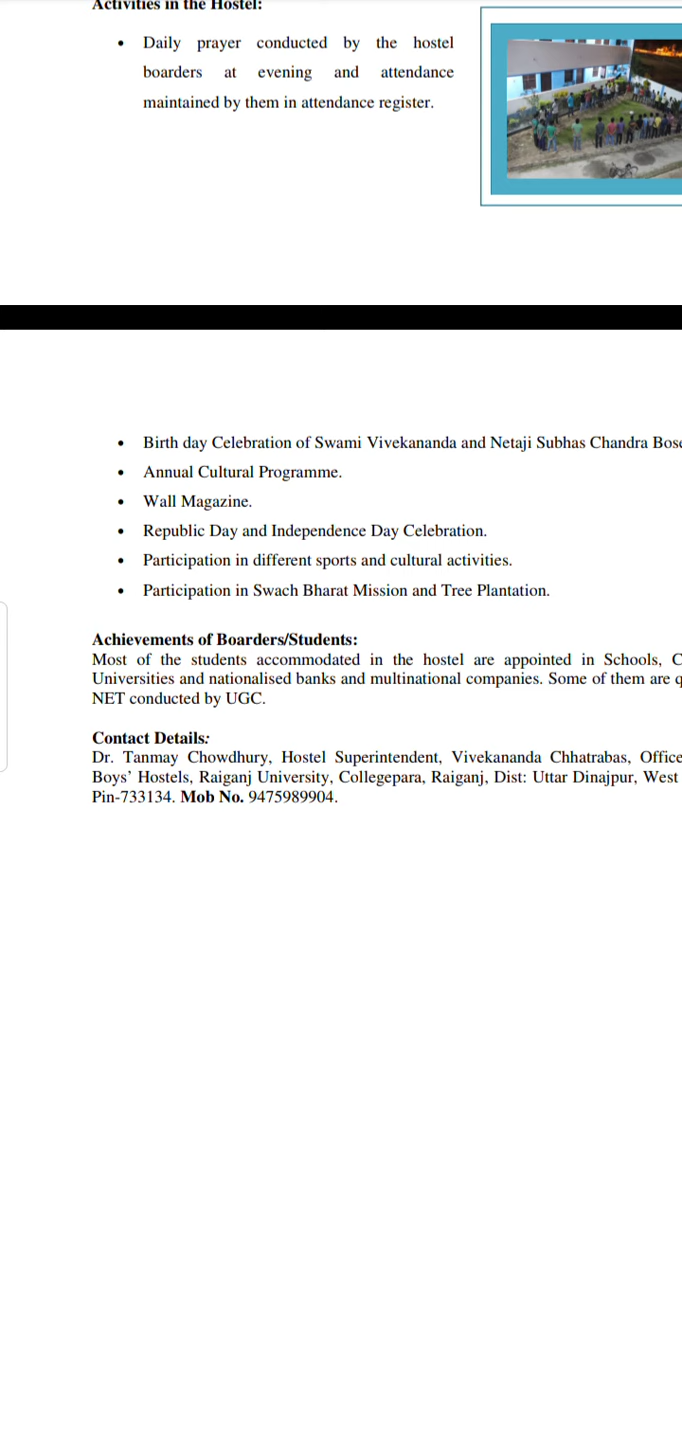 Activities in the Hostel:
• Daily prayer conducted by the hostel
boarders at evening and attendance
maintained by them in attendance register.
• Birth day Celebration of Swami Vivekananda and Netaji Subhas Chandra Bose
• Annual Cultural Programme.
• Wall Magazine.
• Republic Day and Independence Day Celebration.
• Participation in different sports and cultural activities.
• Participation in Swach Bharat Mission and Tree Plantation.
Achievements of Boarders/Students:
Most of the students accommodated in the hostel are appointed in Schools, C
Universities and nationalised banks and multinational companies. Some of them are q
NET conducted by UGC.
Contact Details:
Dr. Tanmay Chowdhury, Hostel Superintendent, Vivekananda Chhatrabas, Office
Boys’ Hostels, Raiganj University, Collegepara, Raiganj, Dist: Uttar Dinajpur, West
Pin-733134. Mob No. 9475989904.